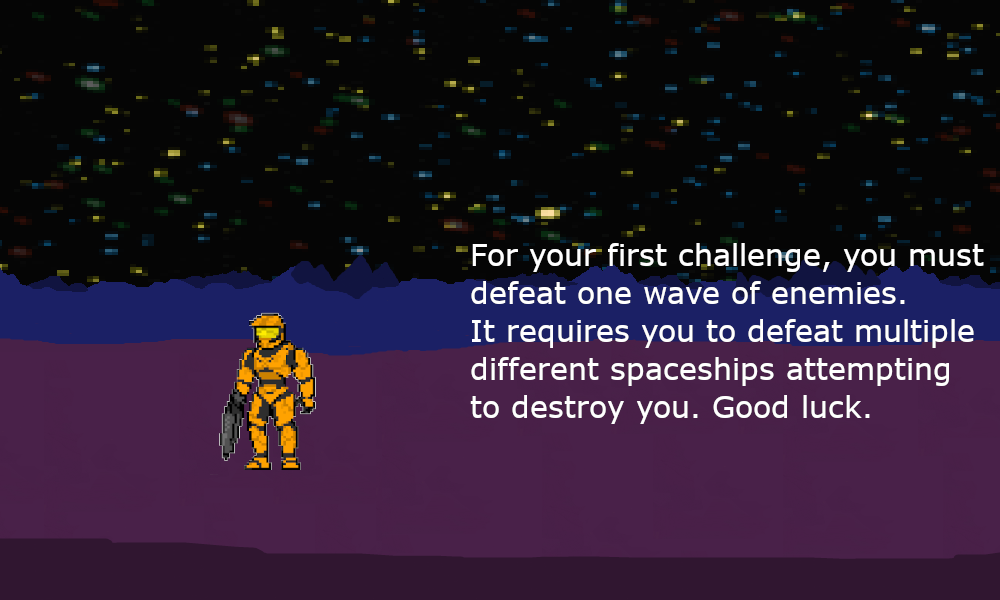 For your first challenge, you must
defeat one wave of enemies.
It requires you to defeat multiple
different spaceships attempting
to destroy you. Good luck.